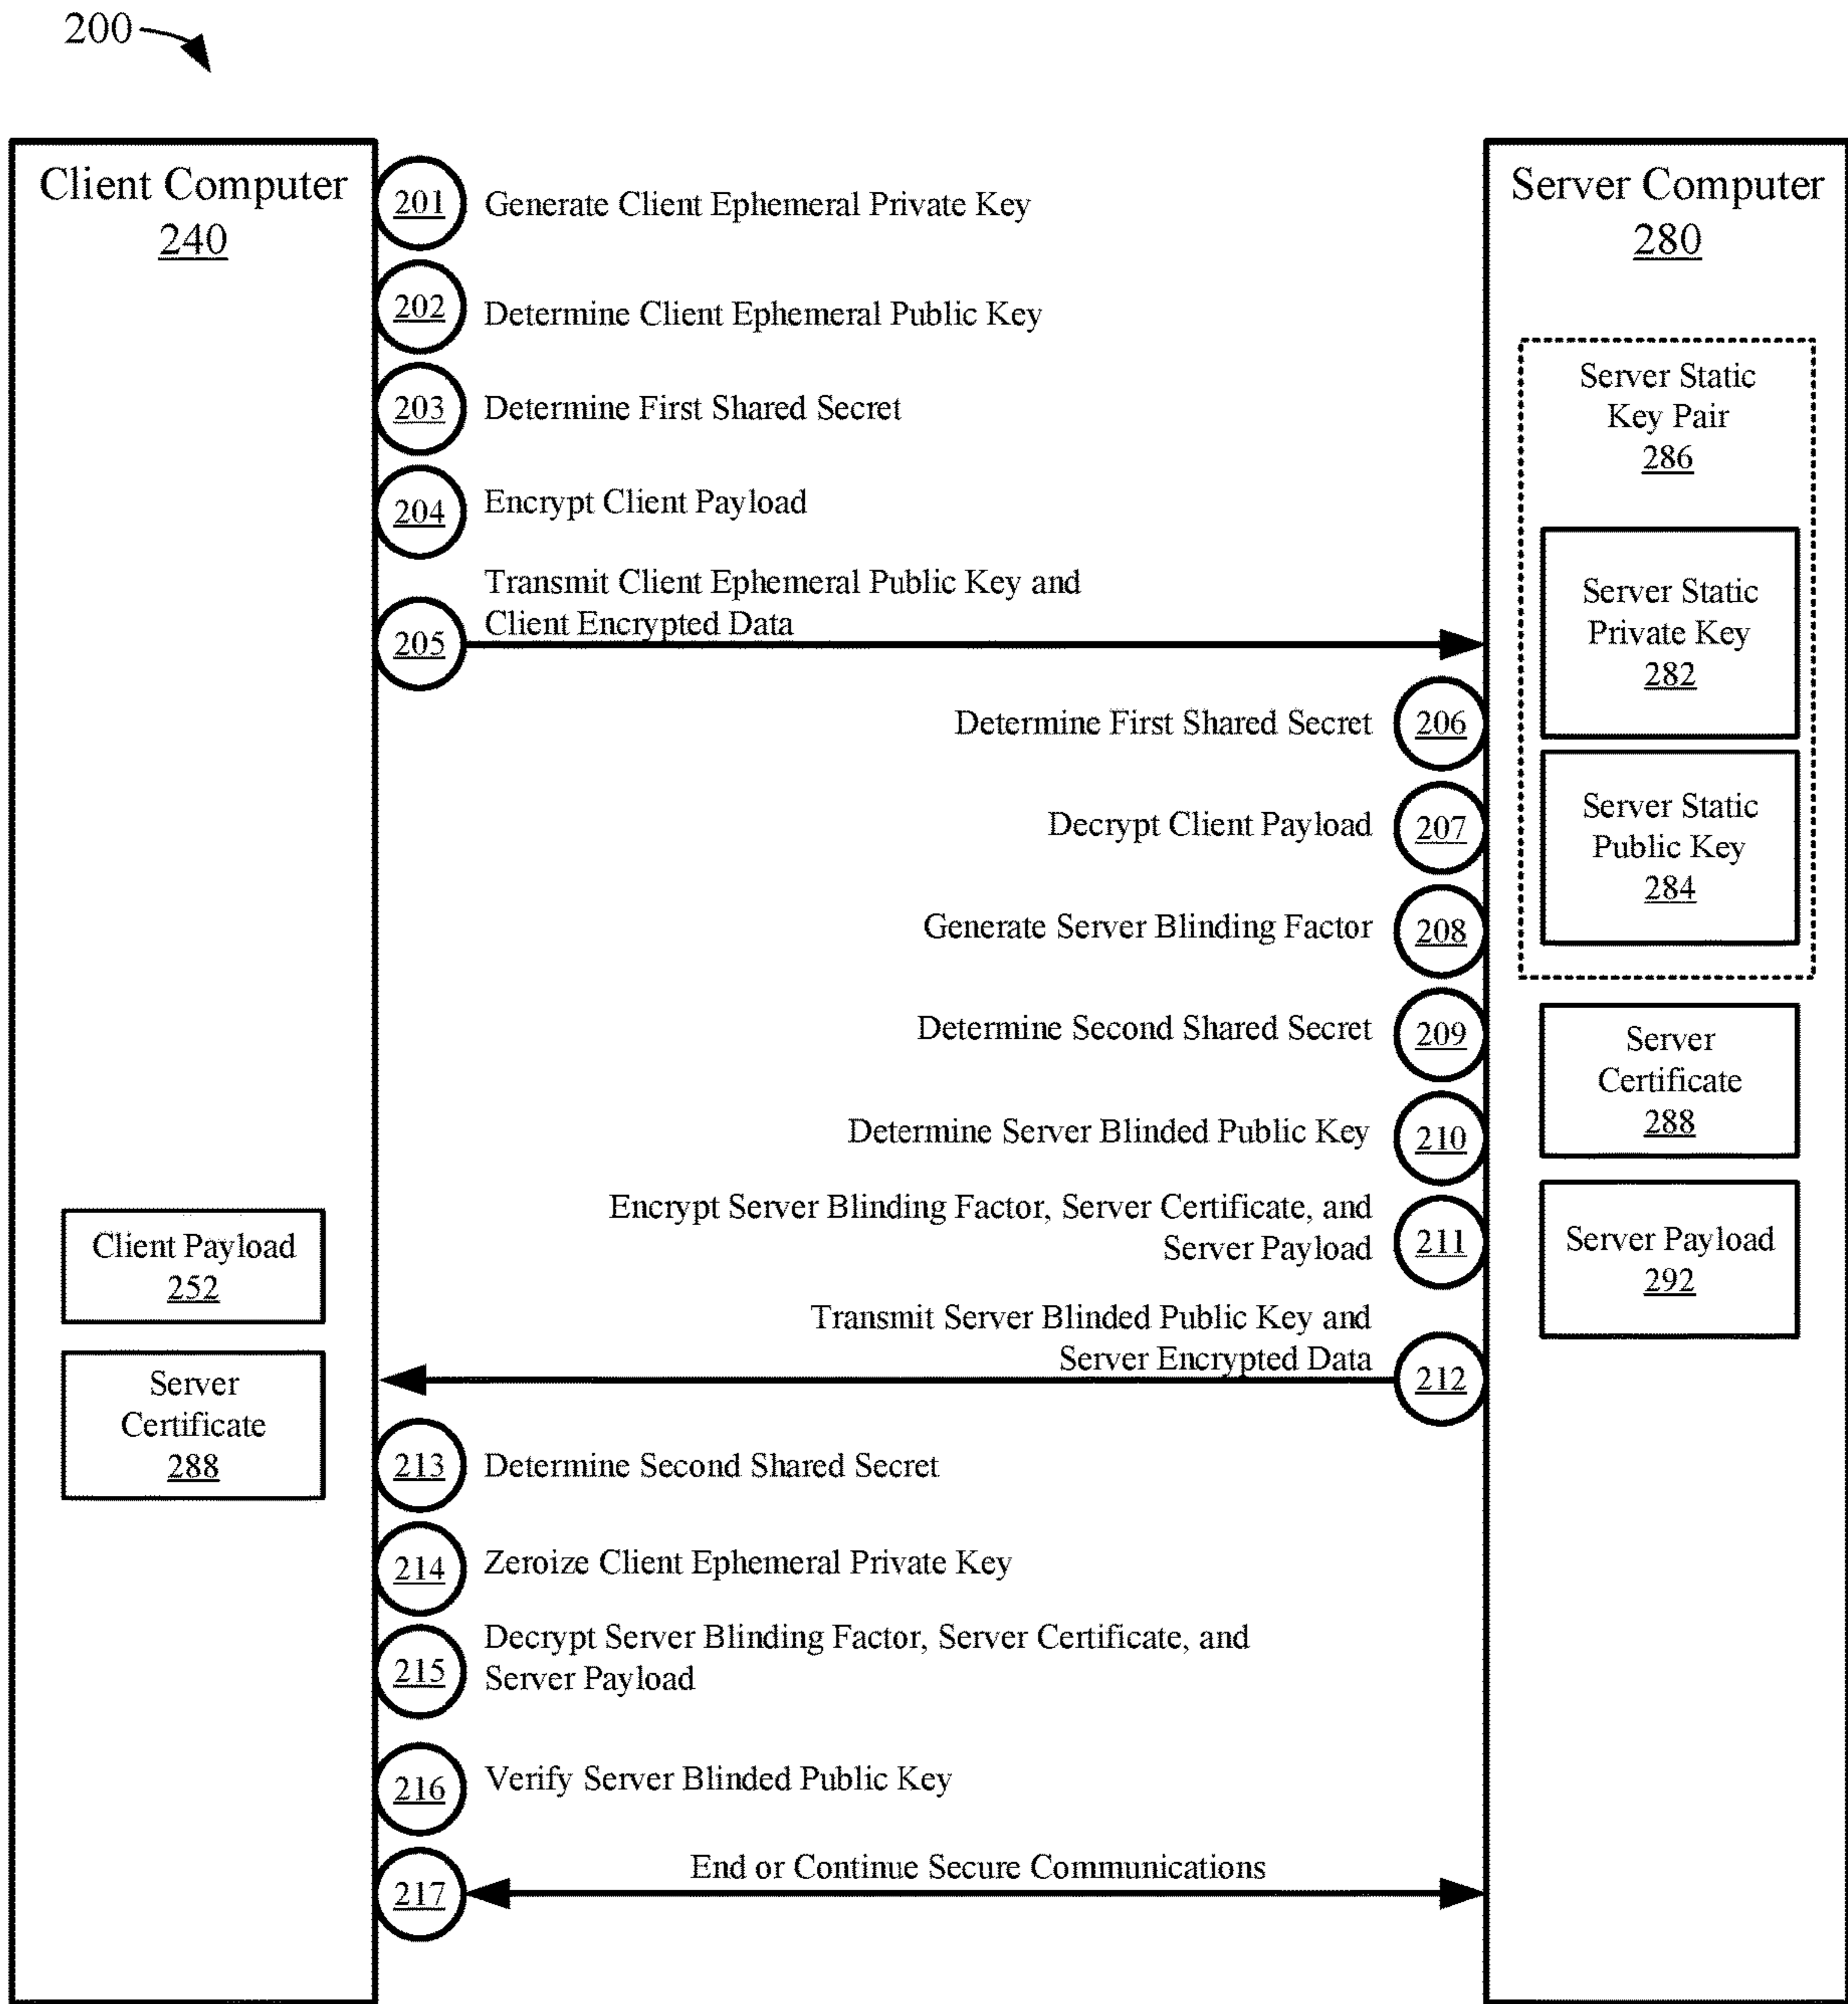 200
Client Computer
240
Server Computer
280
201
Generate Client Ephemeral Private Key
202
Determine Client Ephemeral Public Key
203
Determine First Shared Secret
204
Encrypt Client Payload
Transmit Client Ephemeral Public Key and
Client Encrypted Data
205
Server Static
Key Pair
286
Server Static
Private Key
282
Server Static
Public Key
284
Determine First Shared Secret
206
Decrypt Client Payload
207
Generate Server Blinding Factor
208
Determine Second Shared Secret
209
Server
Certificate
288
Determine Server Blinded Public Key
210
Encrypt Server Blinding Factor, Server Certificate, and
Server Payload
211
Server Payload
292
Client Payload
252
Transmit Server Blinded Public Key and
Server Encrypted Data
212
Server
Certificate
288
213
Determine Second Shared Secret
214
Zeroize Client Ephemeral Private Key
215
Decrypt Server Blinding Factor, Server Certificate, and
Server Payload
216
Verify Server Blinded Public Key
217
End or Continue Secure Communications